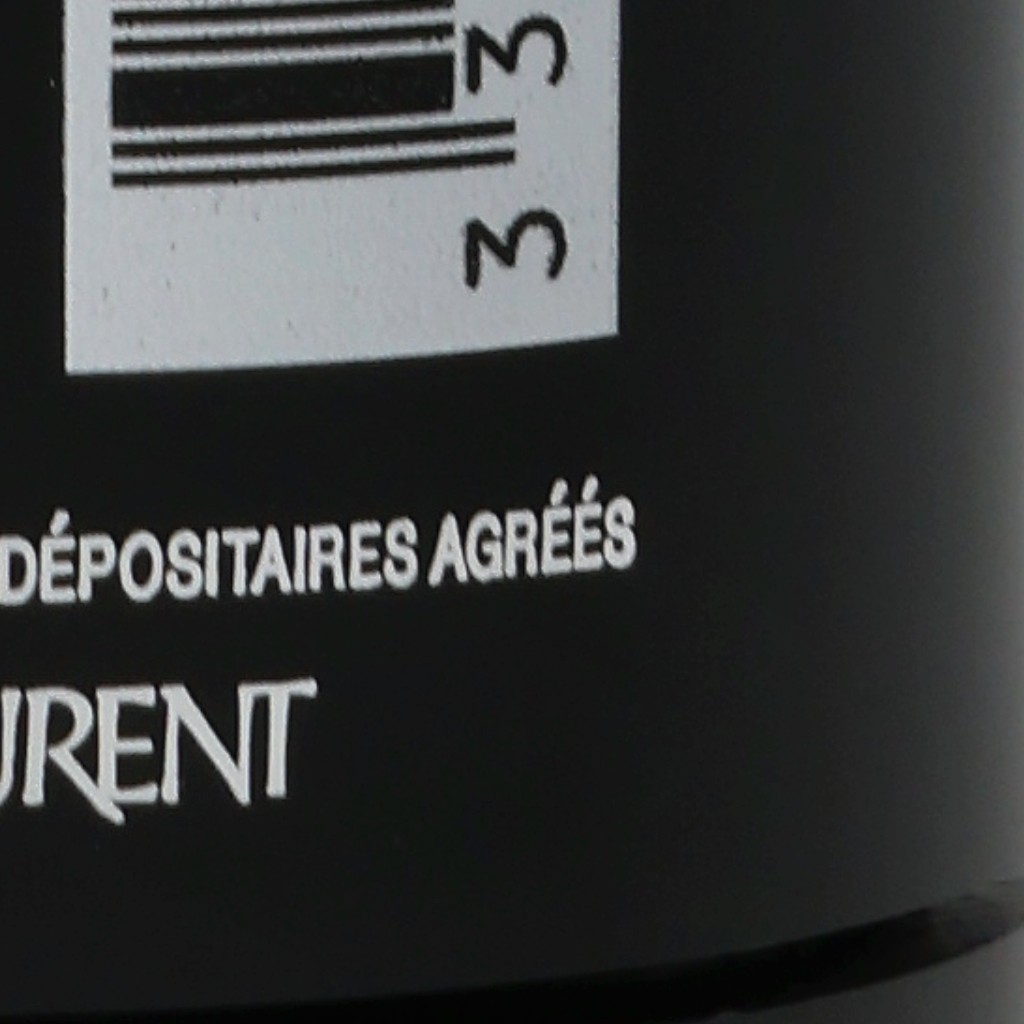 3 3
DÉPOSITAIRES AGRÉÉS
URENT